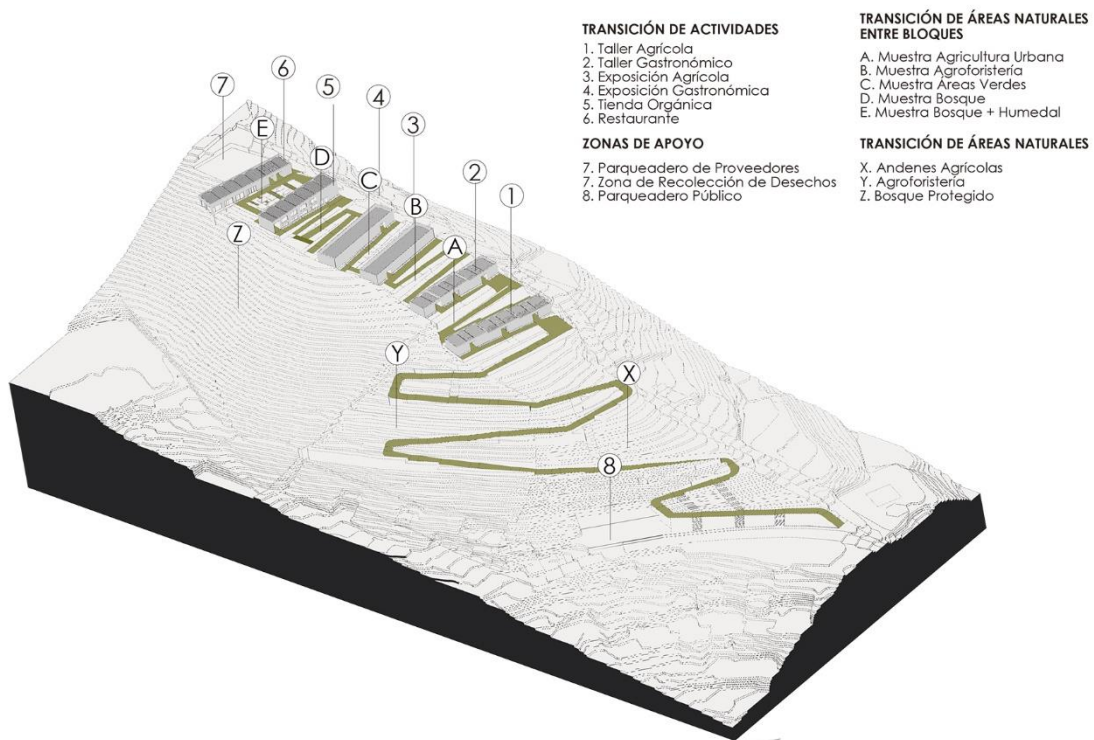 TRANSICIÓN DE ACTIVIDADES
1. Taller Agrícola
2. Taller Gastronómico
3. Exposición Agrícola
4. Exposición Gastronómica
5. Tienda Orgánica
6. Restaurante
ZONAS DE APOYO
7. Parqueadero de Proveedores
7. Zona de Recolección de Desechos
8. Parqueadero Público
TRANSICIÓN DE ÁREAS NATURALES
ENTRE BLOQUES
A. Muestra Agricultura Urbana
B. Muestra Agroforistería
C. Muestra Áreas Verdes
D. Muestra Bosque
E. Muestra Bosque + Humedal
TRANSICIÓN DE ÁREAS NATURALES
X. Andenes Agrícolas
Y. Agroforistería
Z. Bosque Protegido
7
6
5
4
3
2
1
E
D
C
B
A
Z
Y
X
8